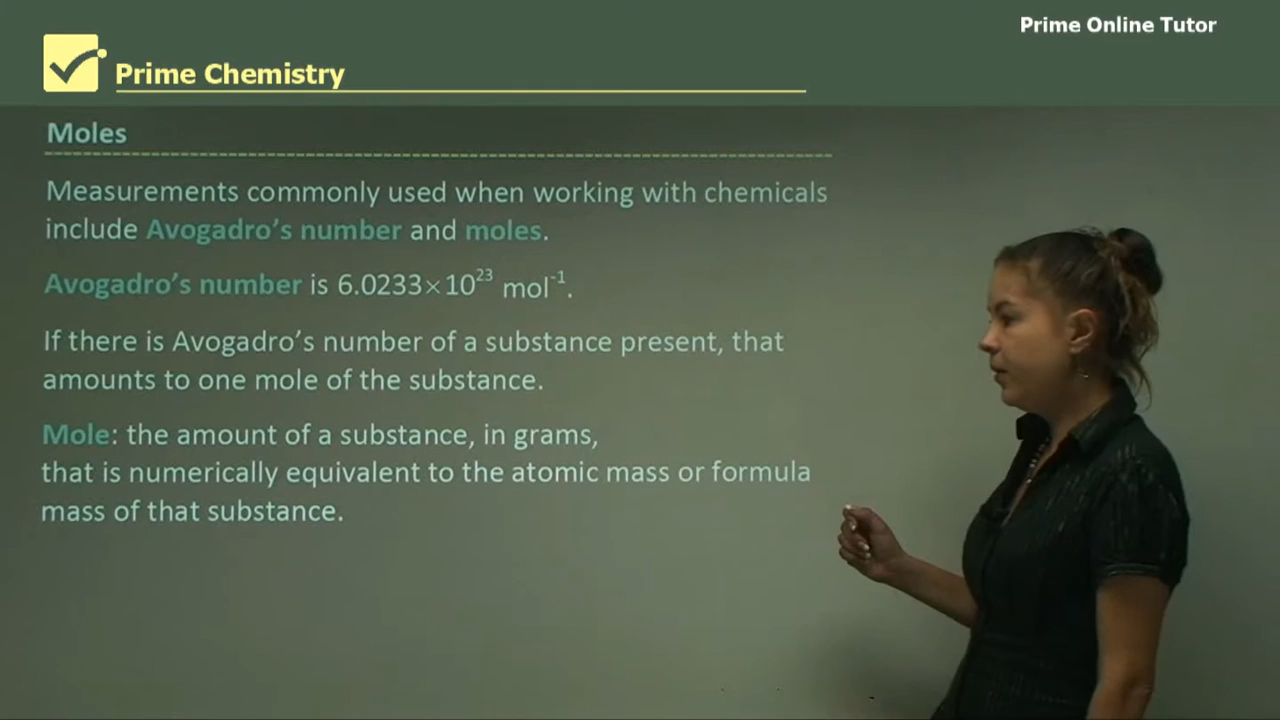 Prime Online Tutor
Prime Chemistry
Moles
Measurements commonly used when working with chemicals
include Avogadro’s number and moles.
Avogadro’s number is 6.0233×10²³ mol⁻¹.
If there is Avogadro’s number of a substance present, that
amounts to one mole of the substance.
Mole: the amount of a substance, in grams,
that is numerically equivalent to the atomic mass or formula
mass of that substance.